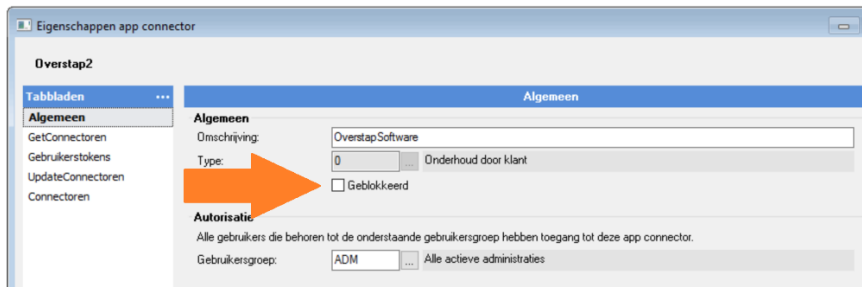 Eigenschappen app connector
Overstap2
Tabbladen ...
Algemeen
GetConnectoren
Gebruikerstokens
UpdateConnectoren
Connectoren
Algemeen
Algemeen
Omschrijving: OverstapSoftware
Type: 0 ... Onderhoud door klant
Geblokkeerd
Autorisatie
Alle gebruikers die behoren tot de onderstaande gebruikersgroep hebben toegang tot deze app connector.
Gebruikersgroep: ADM ... Alle actieve administraties